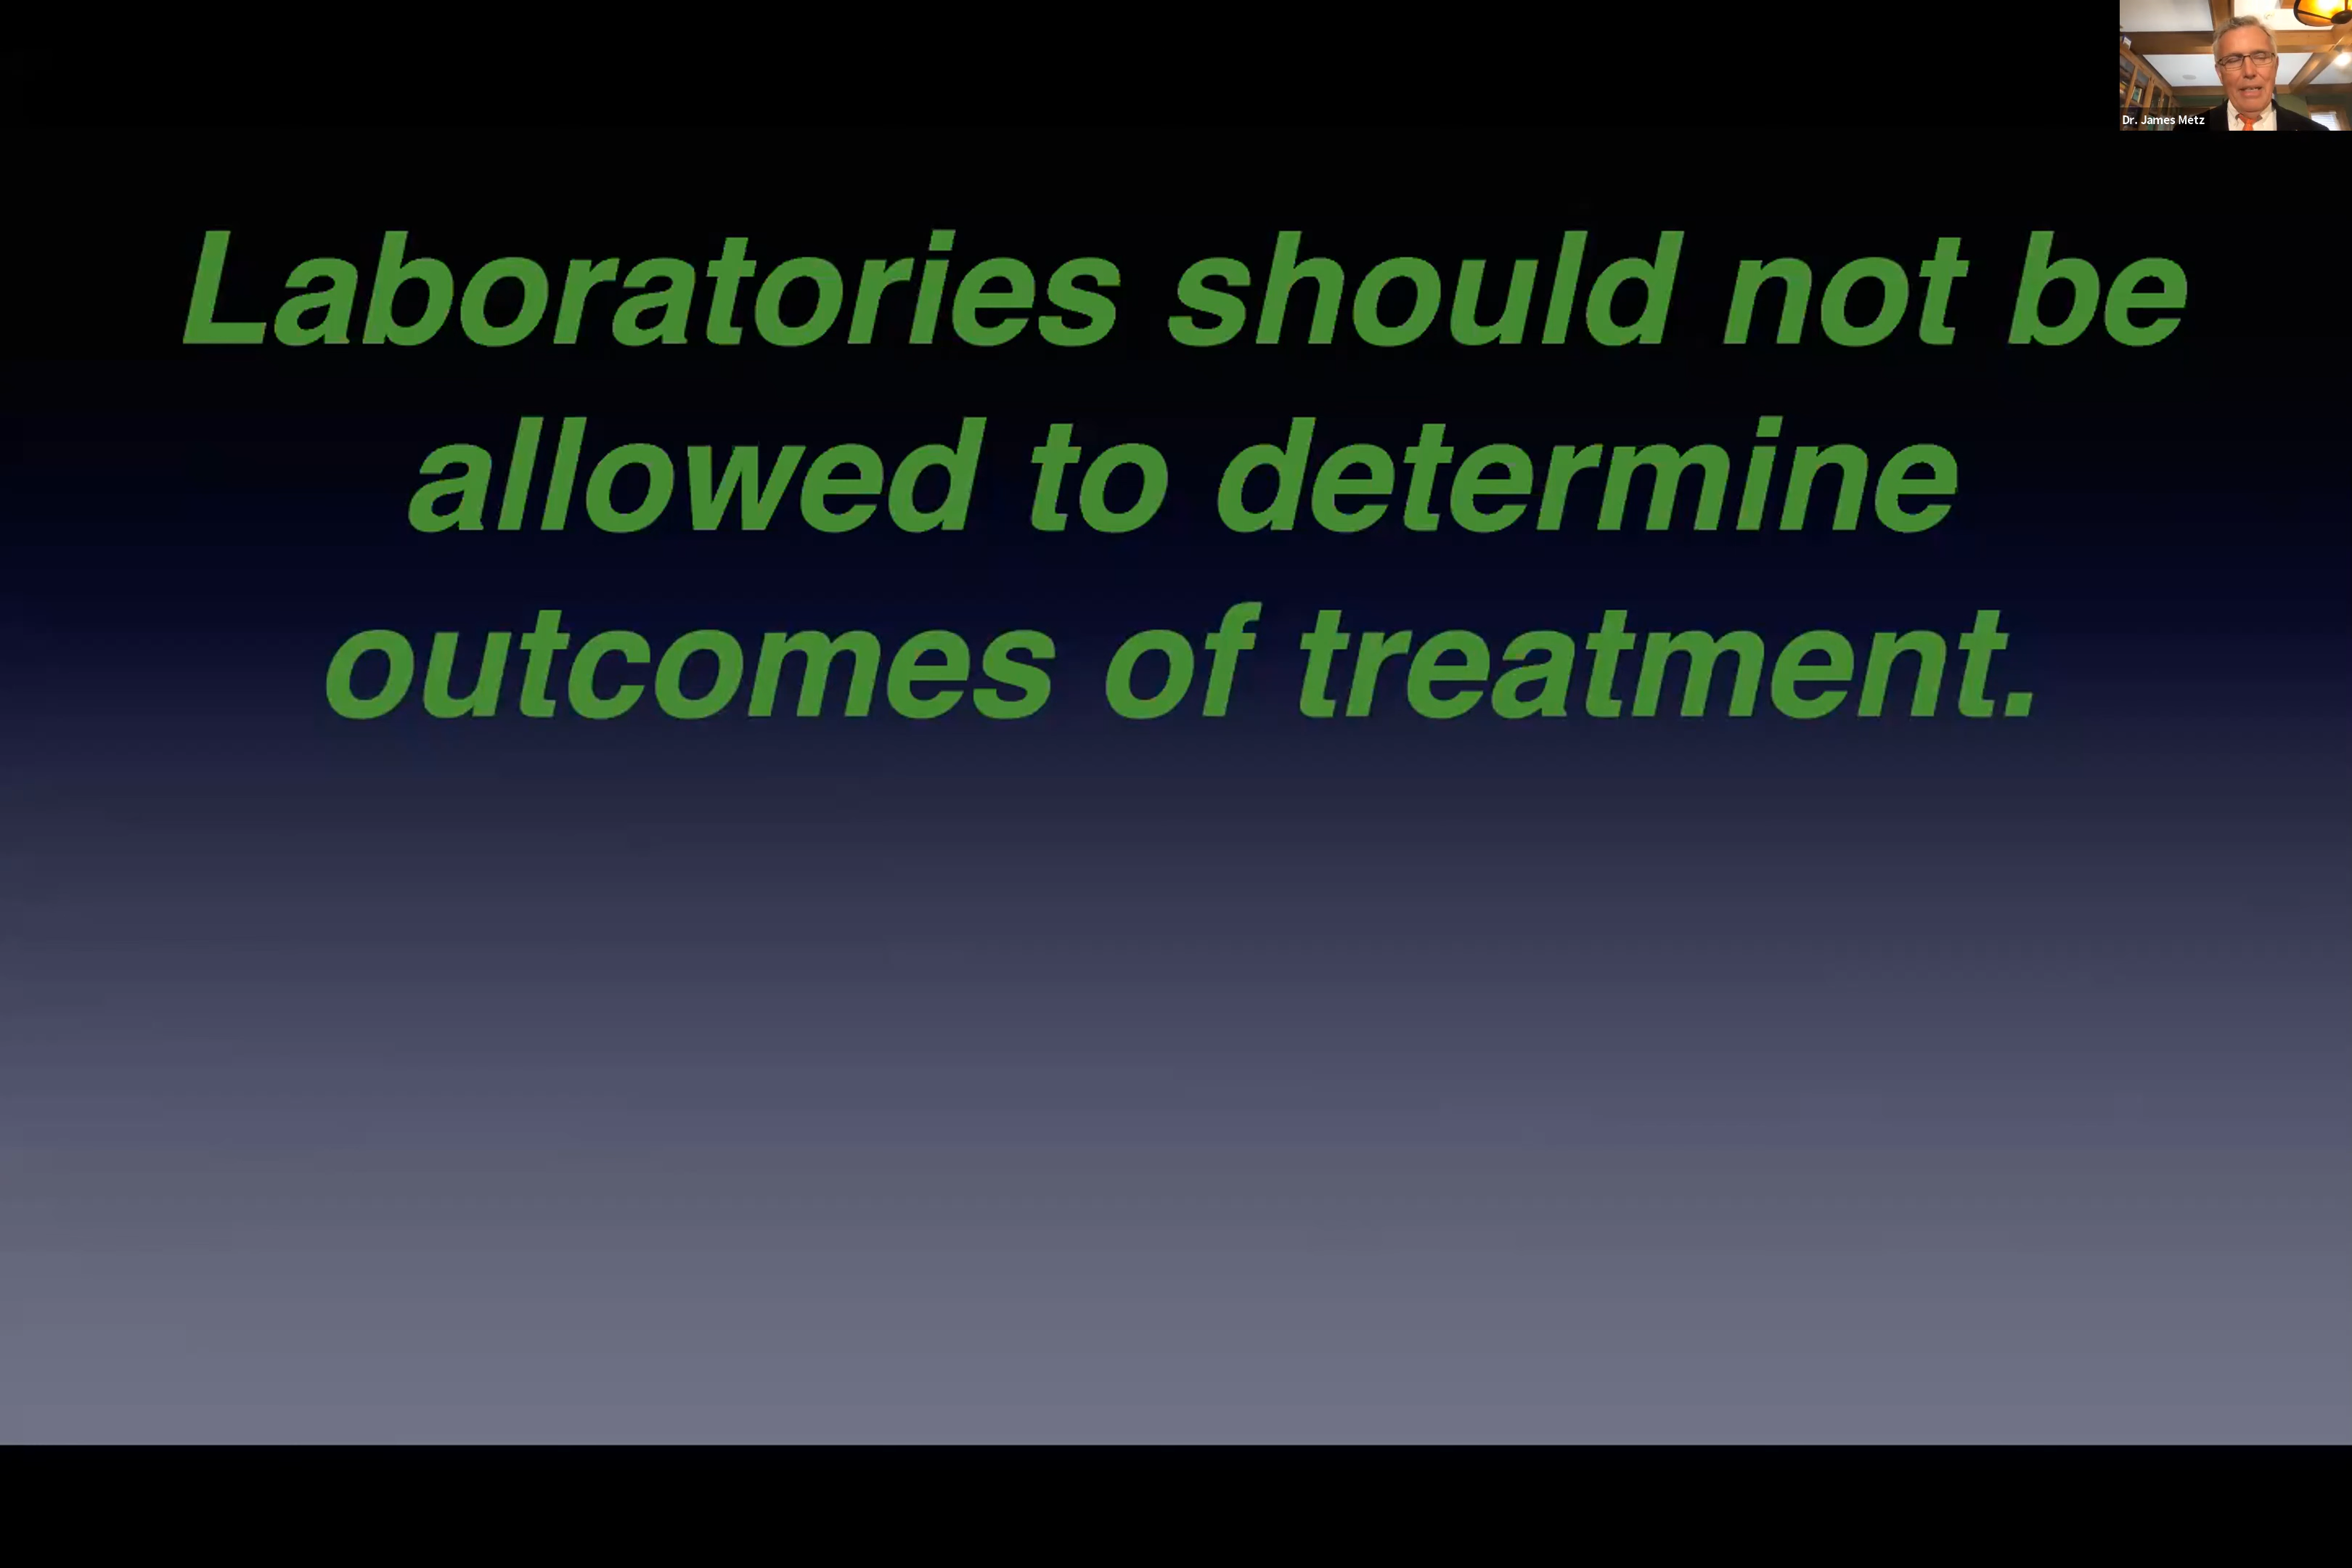 Dr. James Metz
Laboratories should not be
allowed to determine
outcomes of treatment.